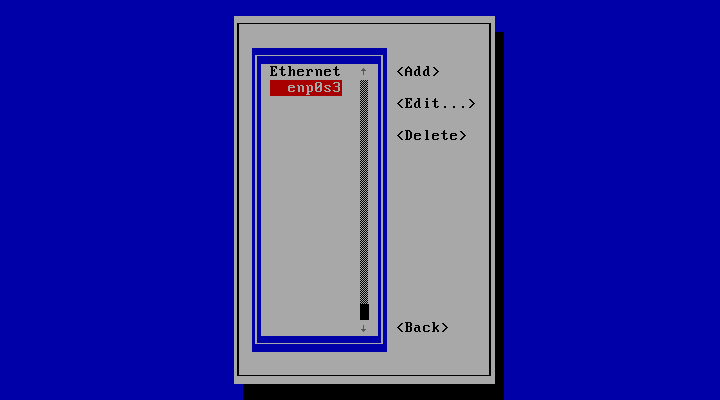 Ethernet ↑ <Add>
enp0s3
<Edit...>
<Delete>
↓ <Back>